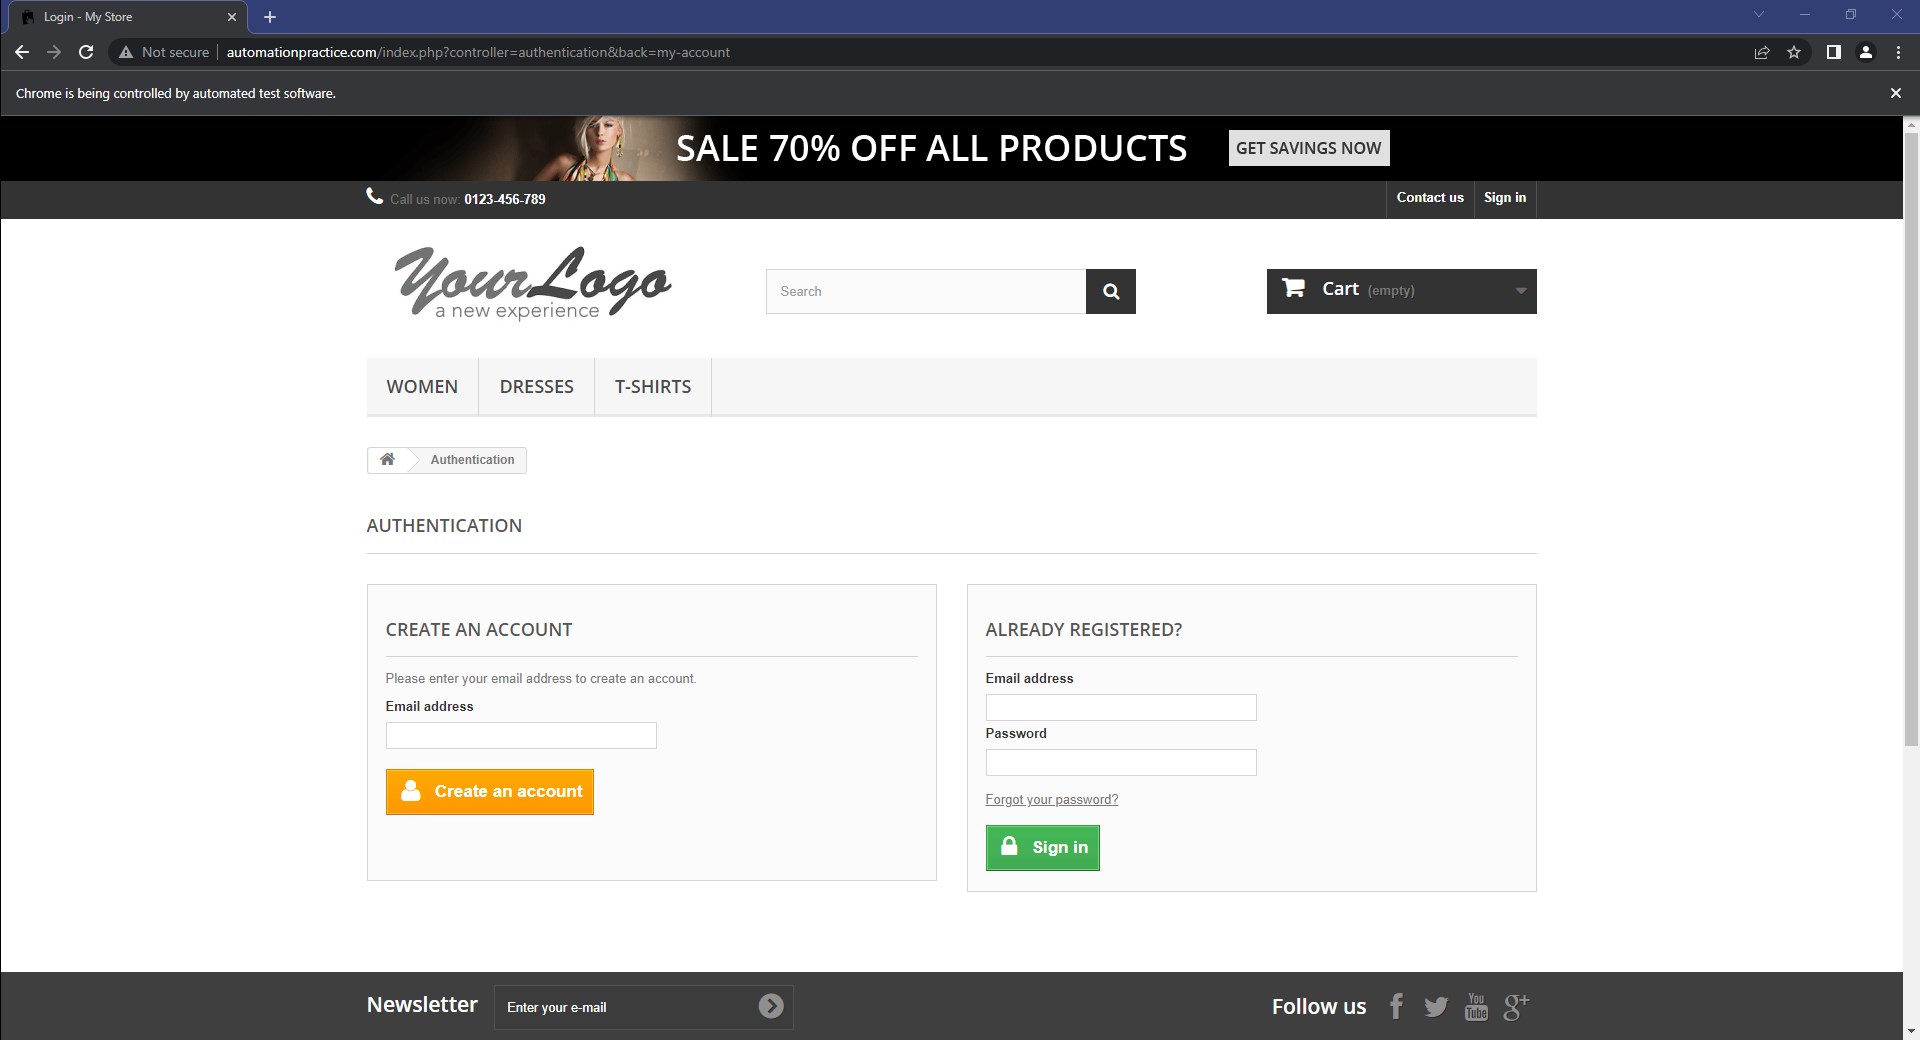 Login - My Store
Not secure
automationpractice.com/index.php?controller=authentication&back=my-account
Chrome is being controlled by automated test software.
SALE 70% OFF ALL PRODUCTS
GET SAVINGS NOW
Call us now: 0123-456-789
Contact us
Sign in
YourLogo
a new experience
Search
Cart (empty)
WOMEN
DRESSES
T-SHIRTS
Authentication
AUTHENTICATION
CREATE AN ACCOUNT
Please enter your email address to create an account.
Email address
Create an account
ALREADY REGISTERED?
Email address
Password
Forgot your password?
Sign in
Newsletter
Enter your e-mail
Follow us
You
Tube
g+